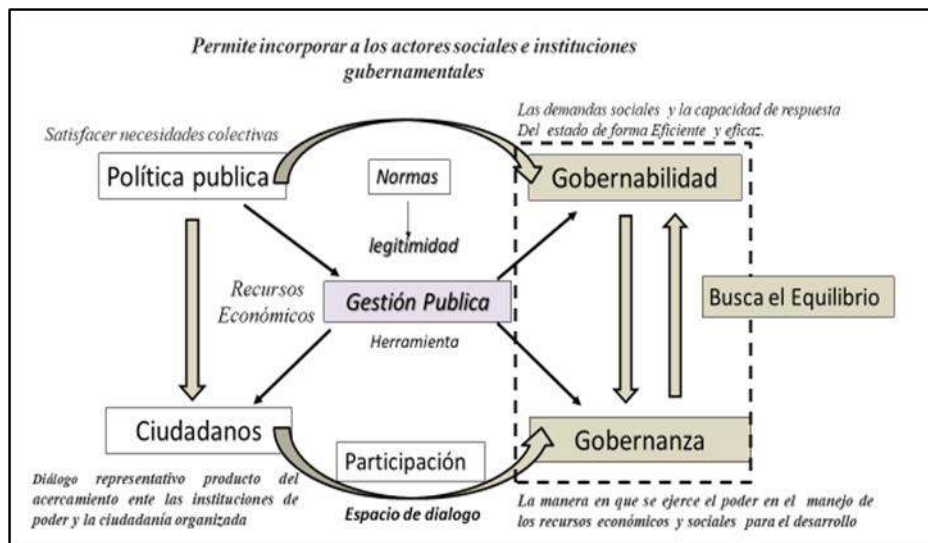 Permite incorporar a los actores sociales e instituciones
gubernamentales
Las demandas sociales y la capacidad de respuesta
Del estado de forma Eficiente y eficaz.
Satisfacer necesidades colectivas
Política publica
Normas
Gobernabilidad
legitimidad
Recursos
Económicos
Gestión Publica
Busca el Equilibrio
Herramienta
Ciudadanos
Participación
Gobernanza
Diálogo representativo producto del
acercamiento ente las instituciones de
poder y la ciudadanía organizada
Espacio de dialogo
La manera en que se ejerce el poder en el manejo de
los recursos económicos y sociales para el desarrollo